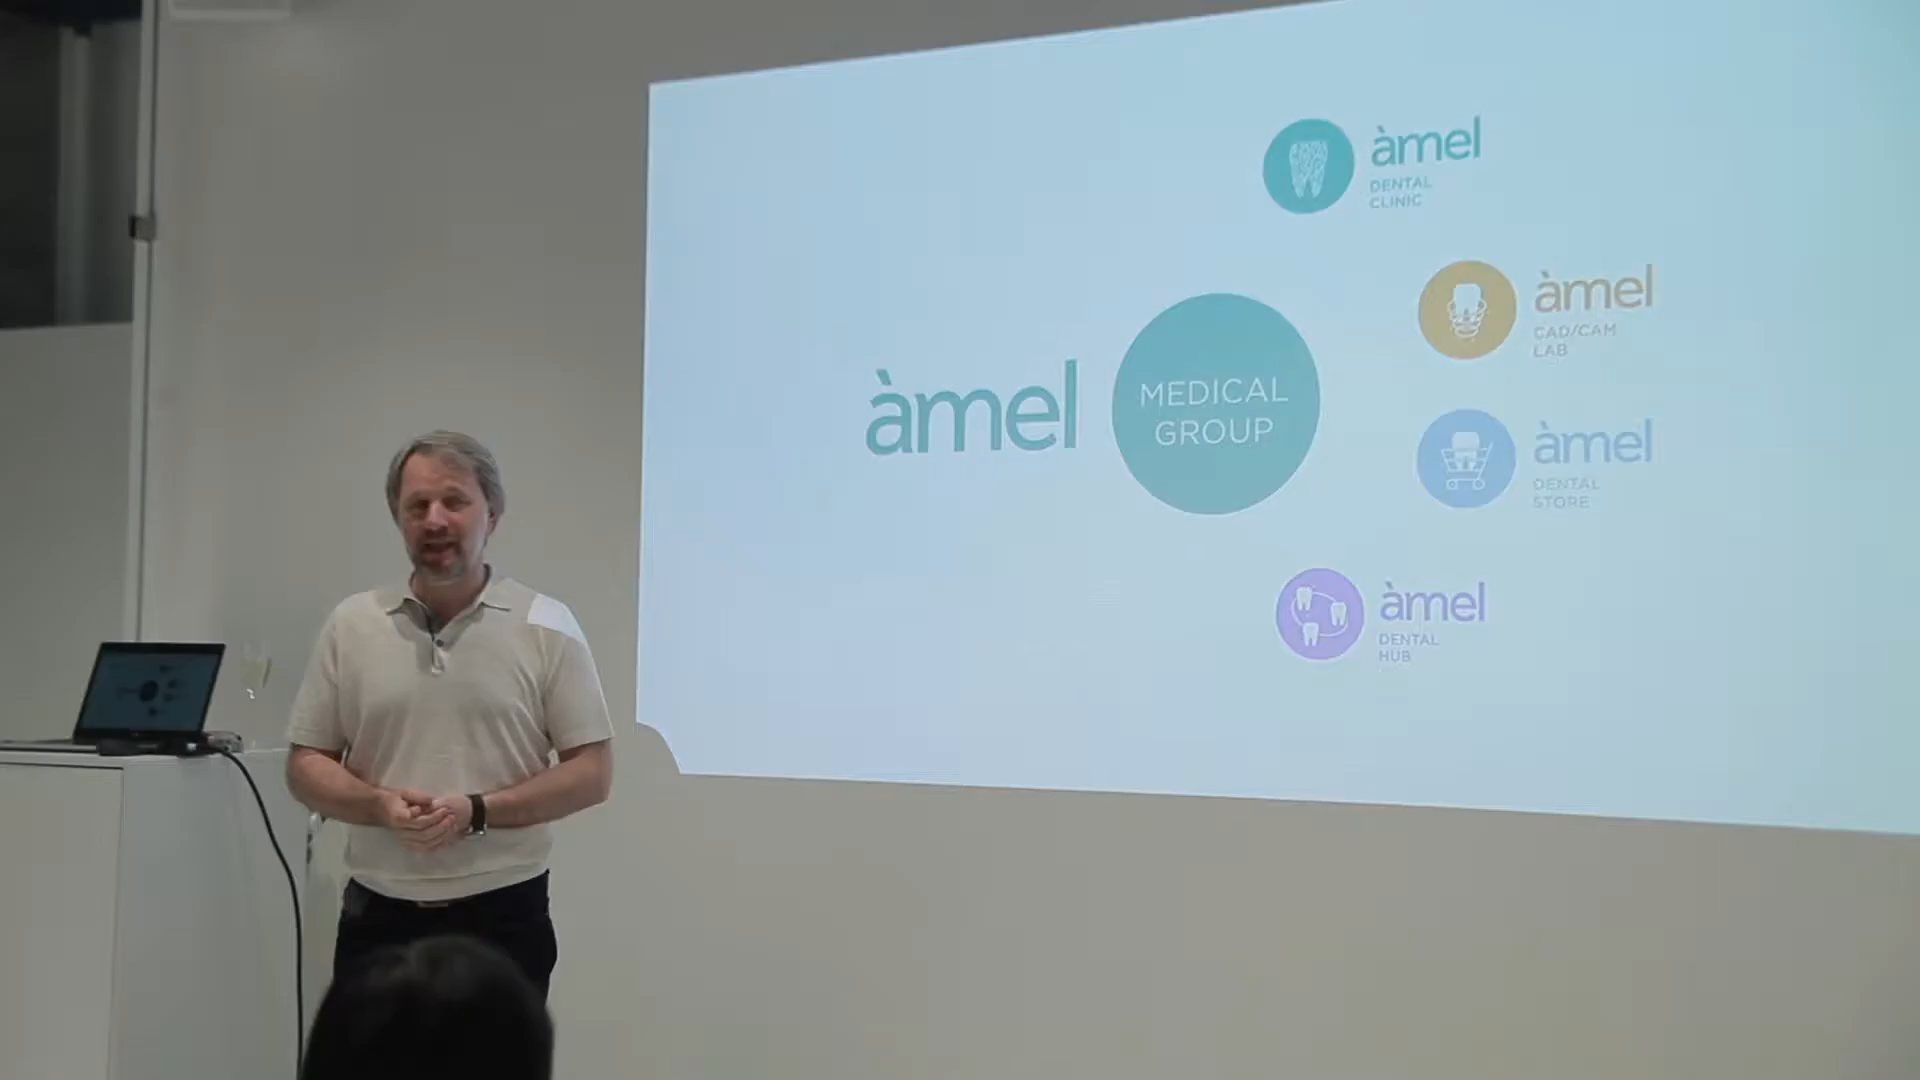 àmel
MEDICAL
GROUP
àmel
DENTAL
CLINIC
àmel
CAD/CAM
LAB
àmel
DENTAL
STORE
àmel
DENTAL
HUB